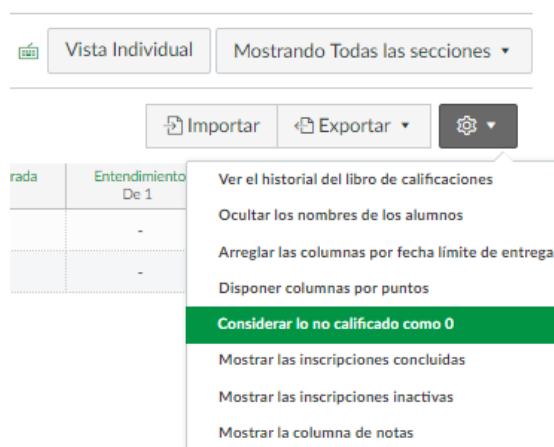 Vista Individual
Mostrando Todas las secciones
Importar
Exportar
rada
Entendimiento
De 1
-
-
Ver el historial del libro de calificaciones
Ocultar los nombres de los alumnos
Arreglar las columnas por fecha límite de entrega
Disponer columnas por puntos
Considerar lo no calificado como 0
Mostrar las inscripciones concluidas
Mostrar las inscripciones inactivas
Mostrar la columna de notas